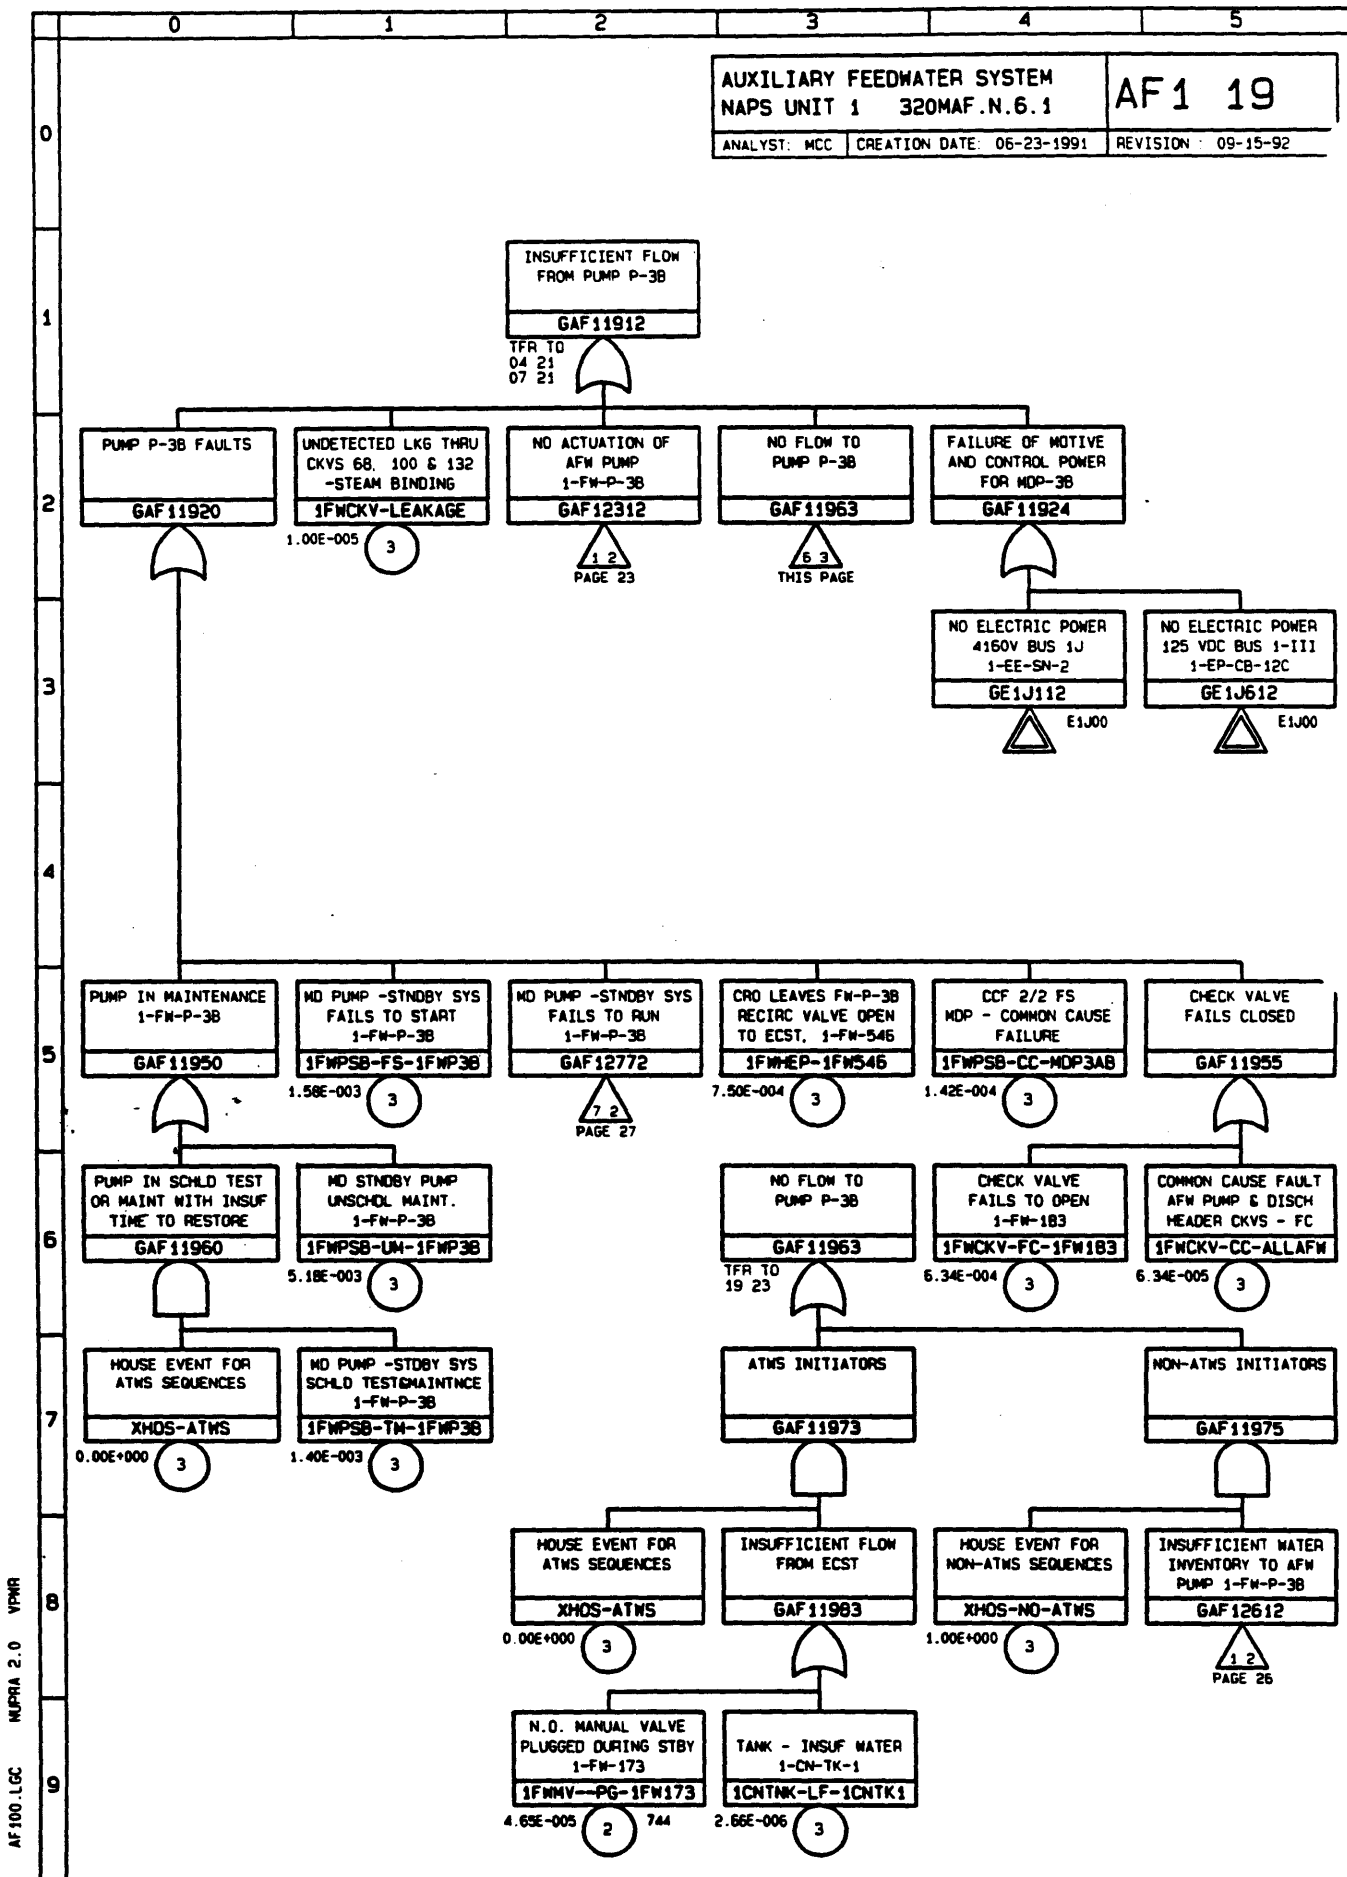 0 1 2 3 4 5
AUXILIARY FEEDWATER SYSTEM
NAPS UNIT 1 320MAF.N.6.1
AF1 19
ANALYST: MCC CREATION DATE: 06-23-1991 REVISION : 09-15-92
0
INSUFFICIENT FLOW
FROM PUMP P-3B
GAF11912
1
TFR TO
04 21
07 21
PUMP P-3B FAULTS
GAF11920
UNDETECTED LKG THRU
CKVS 68, 100 & 132
-STEAM BINDING
1FWCKV-LEAKAGE
1.00E-005
3
NO ACTUATION OF
AFW PUMP
1-FW-P-3B
GAF12312
1 2
PAGE 23
NO FLOW TO
PUMP P-3B
GAF11963
6 3
THIS PAGE
FAILURE OF MOTIVE
AND CONTROL POWER
FOR MDP-3B
GAF11924
2
NO ELECTRIC POWER
4160V BUS 1J
1-EE-SN-2
GE1J112
E1J00
NO ELECTRIC POWER
125 VDC BUS 1-III
1-EP-CB-12C
GE1J612
E1J00
3
4
PUMP IN MAINTENANCE
1-FW-P-3B
GAF11950
MD PUMP -STNDBY SYS
FAILS TO START
1-FW-P-3B
1FWPSB-FS-1FWP3B
1.58E-003
3
MD PUMP -STNDBY SYS
FAILS TO RUN
1-FW-P-3B
GAF12772
7 2
PAGE 27
CRO LEAVES FW-P-3B
RECIRC VALVE OPEN
TO ECST, 1-FW-546
1FWHEP-1FW546
7.50E-004
3
CCF 2/2 FS
MDP - COMMON CAUSE
FAILURE
1FWPSB-CC-MDP3AB
1.42E-004
3
CHECK VALVE
FAILS CLOSED
GAF11955
5
PUMP IN SCHLD TEST
OR MAINT WITH INSUF
TIME TO RESTORE
GAF11960
MD STNDBY PUMP
UNSCHDL MAINT.
1-FW-P-3B
1FWPSB-UM-1FWP3B
5.18E-003
3
NO FLOW TO
PUMP P-3B
GAF11963
TFR TO
19 23
CHECK VALVE
FAILS TO OPEN
1-FW-183
1FWCKV-FC-1FW183
6.34E-004
3
COMMON CAUSE FAULT
AFW PUMP & DISCH
HEADER CKVS - FC
1FWCKV-CC-ALLAFW
6.34E-005
3
6
HOUSE EVENT FOR
ATWS SEQUENCES
XHOS-ATWS
0.00E+000
3
MD PUMP -STDBY SYS
SCHLD TEST&MAINTNCE
1-FW-P-3B
1FWPSB-TM-1FWP3B
1.40E-003
3
ATWS INITIATORS
GAF11973
NON-ATWS INITIATORS
GAF11975
7
HOUSE EVENT FOR
ATWS SEQUENCES
XHOS-ATWS
0.00E+000
3
INSUFFICIENT FLOW
FROM ECST
GAF11983
HOUSE EVENT FOR
NON-ATWS SEQUENCES
XHOS-NO-ATWS
1.00E+000
3
INSUFFICIENT WATER
INVENTORY TO AFW
PUMP 1-FW-P-3B
GAF12612
1 2
PAGE 26
8
N.O. MANUAL VALVE
PLUGGED DURING STBY
1-FW-173
1FWMV--PG-1FW173
4.65E-005
2
744
TANK - INSUF WATER
1-CN-TK-1
1CNTNK-LF-1CNTK1
2.66E-006
3
9
AF100.LGC NUPRA 2.0 VPWR